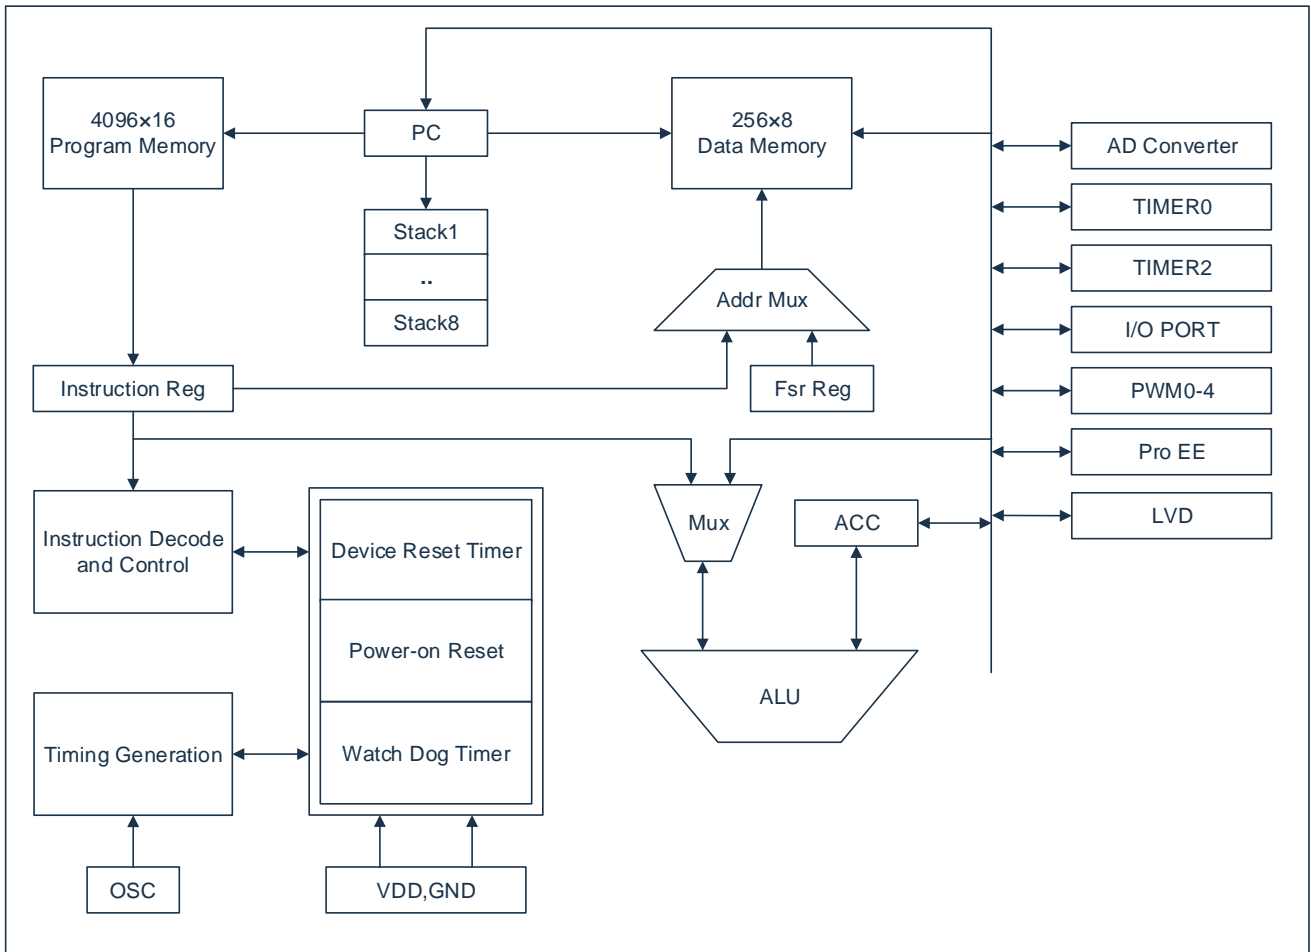 4096×16
Program Memory
PC
256×8
Data Memory
AD Converter
TIMER0
Stack1
TIMER2
..
Addr Mux
Stack8
I/O PORT
Instruction Reg
Fsr Reg
PWM0-4
Pro EE
Mux
ACC
LVD
Instruction Decode
and Control
Device Reset Timer
Power-on Reset
ALU
Timing Generation
Watch Dog Timer
OSC
VDD,GND